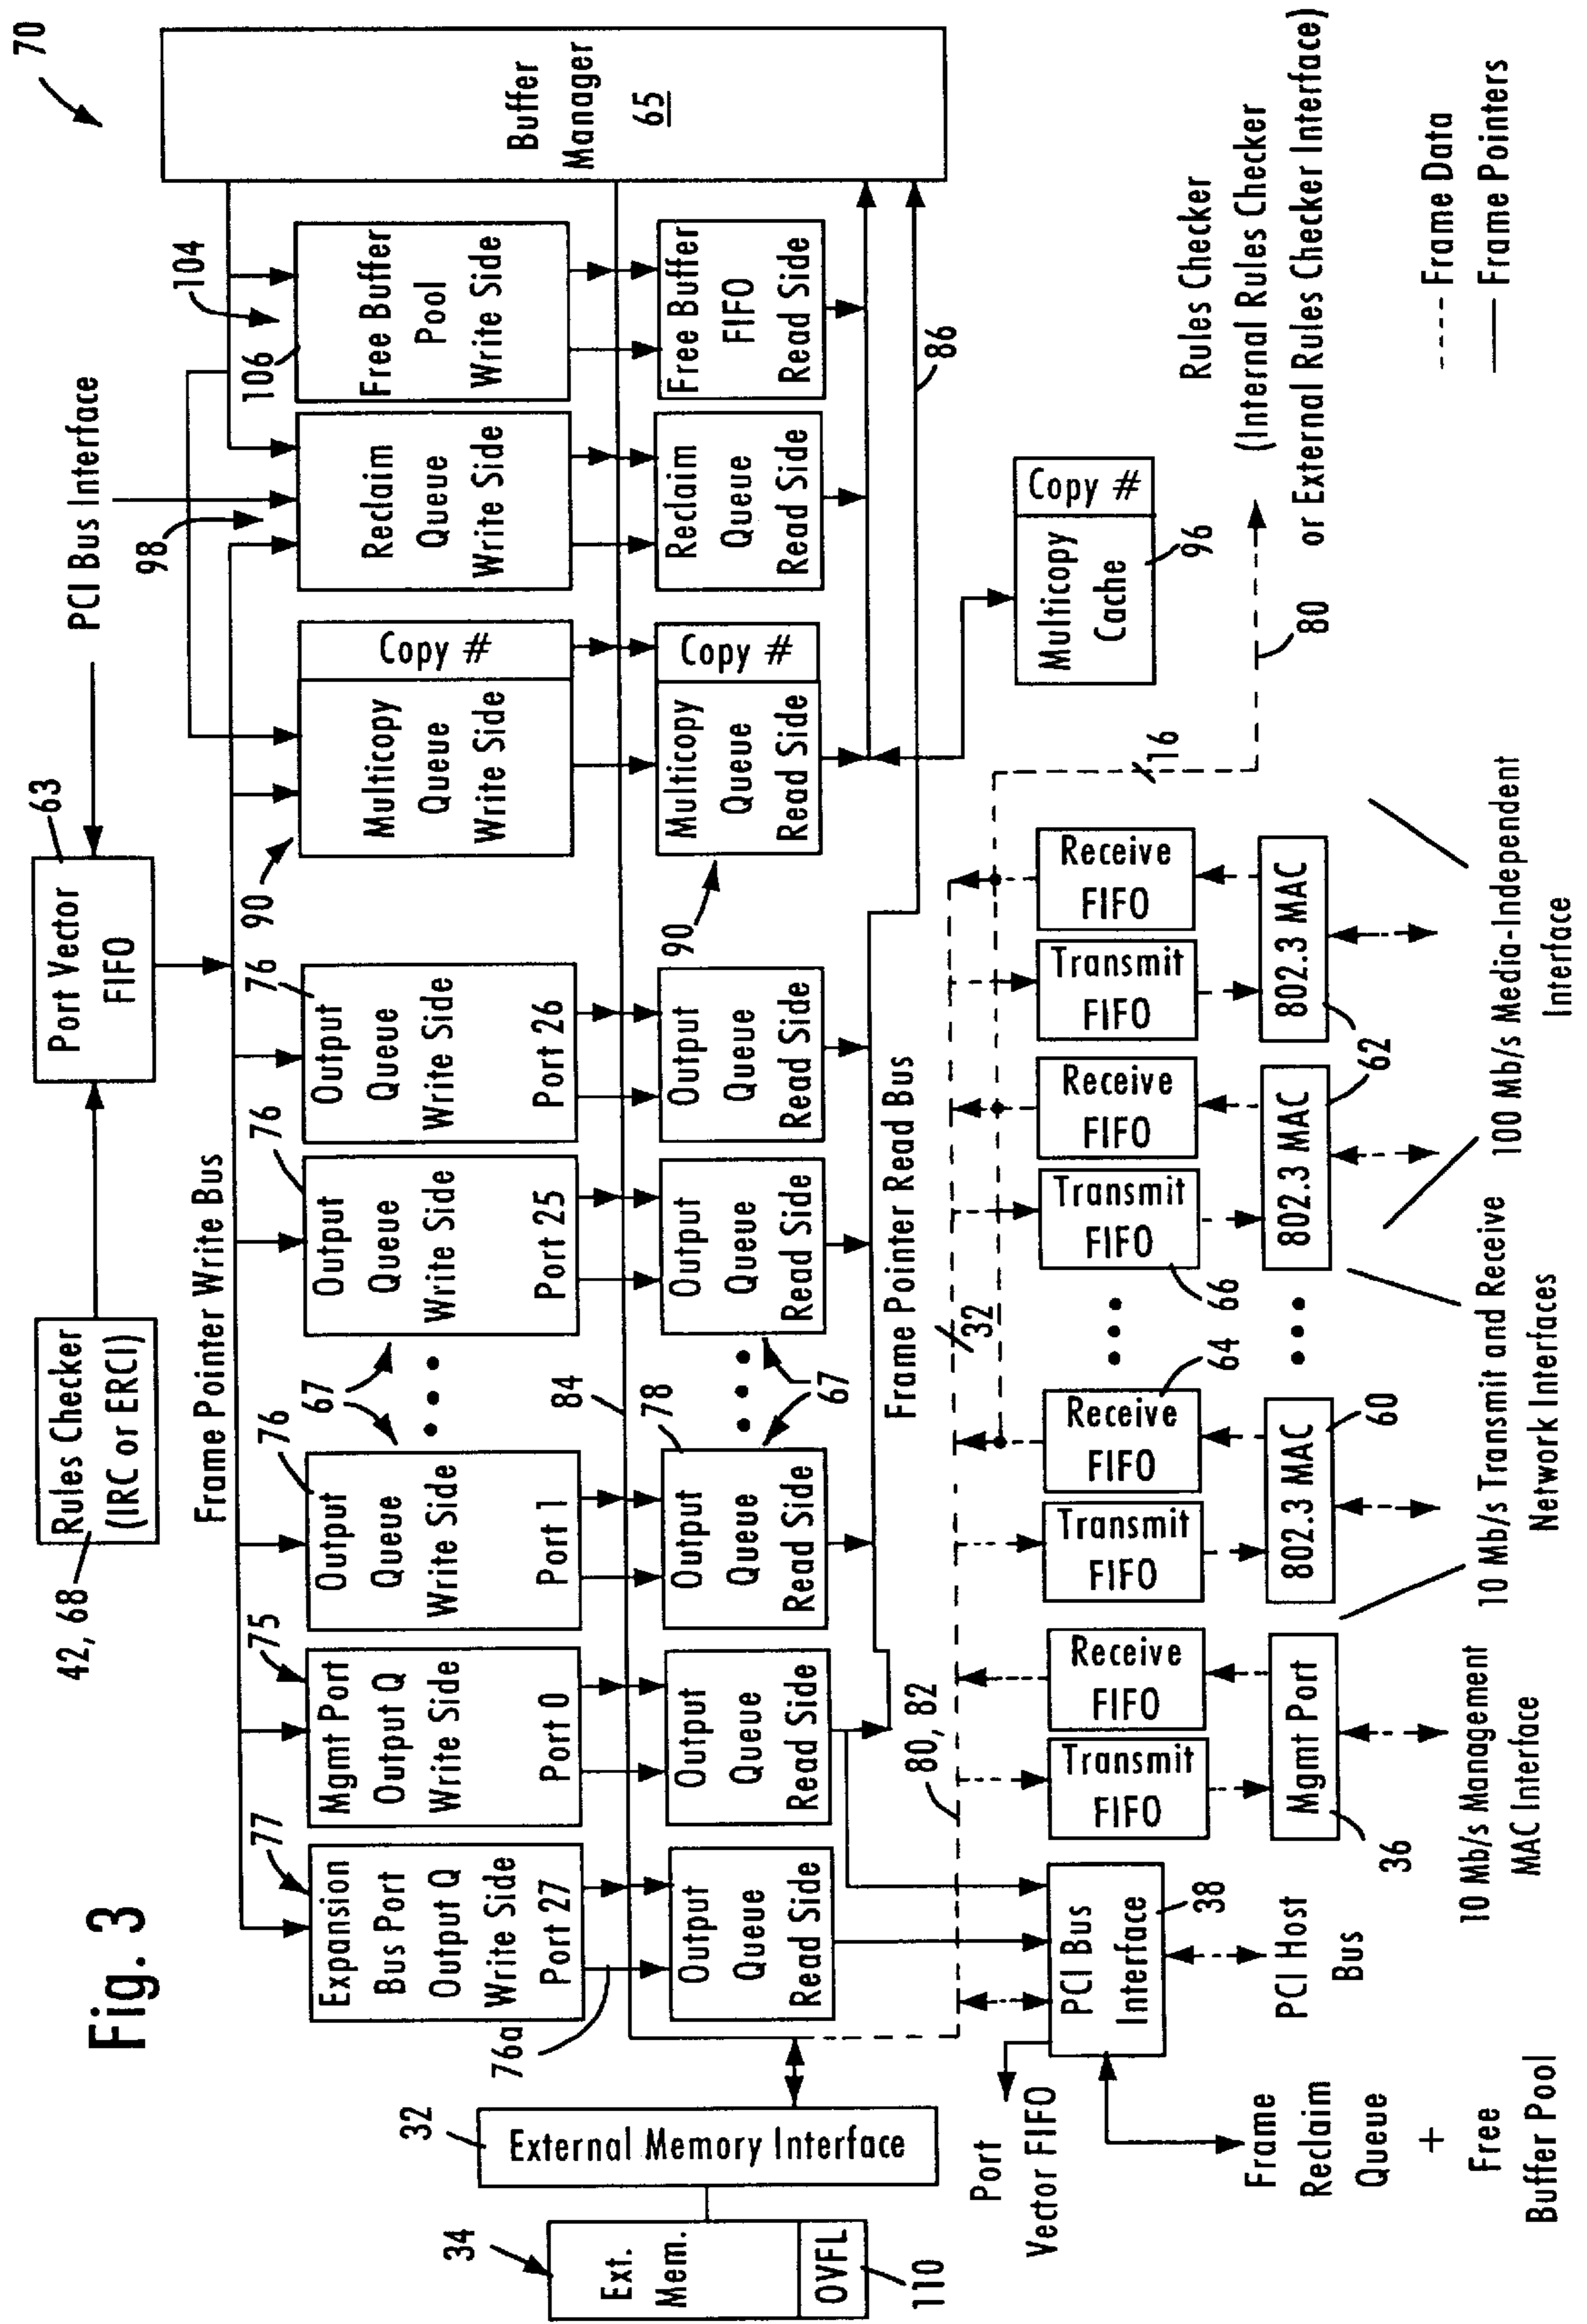 Fig. 3
70
42, 68
Rules Checker
(IRC or ERCI)
Port Vector
FIFO
63
PCI Bus Interface
Frame Pointer Write Bus
77
75
76
76
76
90
98
104
106
Expansion
Bus Port
Output Q
Write Side
Port 27
Mgmt Port
Output Q
Write Side
Port 0
Output
Queue
Write Side
Port 1
67
Output
Queue
Write Side
Port 25
Output
Queue
Write Side
Port 26
Multicopy
Queue
Write Side
Copy #
Reclaim
Queue
Write Side
Free Buffer
Pool
Write Side
Buffer
Manager
65
34
Ext.
Mem.
OVFL
110
32
External Memory Interface
76a
84
78
67
90
Output
Queue
Read Side
Output
Queue
Read Side
Output
Queue
Read Side
Output
Queue
Read Side
Output
Queue
Read Side
Multicopy
Queue
Read Side
Copy #
Reclaim
Queue
Read Side
Free Buffer
FIFO
Read Side
Frame Pointer Read Bus
86
80, 82
32
16
Multicopy
Cache
Copy #
96
80
Rules Checker
(Internal Rules Checker
or External Rules Checker Interface)
Port
Vector FIFO
PCI Bus
Interface
38
PCI Host
Bus
Frame
Reclaim
Queue
+
Free
Buffer Pool
Transmit
FIFO
Receive
FIFO
Mgmt Port
36
10 Mb/s Management
MAC Interface
Transmit
FIFO
Receive
FIFO
64
802.3 MAC
60
10 Mb/s Transmit and Receive
Network Interfaces
Transmit
FIFO
66
Receive
FIFO
802.3 MAC
62
Transmit
FIFO
Receive
FIFO
802.3 MAC
100 Mb/s Media-Independent
Interface
Frame Data
Frame Pointers